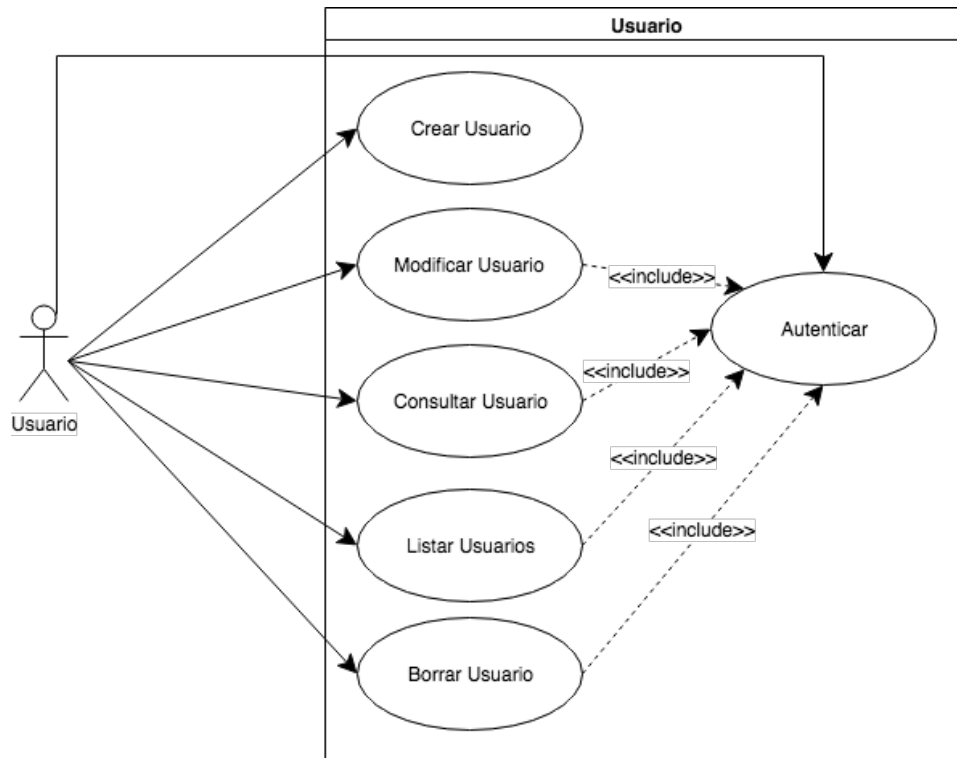 Usuario
Crear Usuario
Modificar Usuario
<<include>>
Autenticar
Consultar Usuario
<<include>>
Usuario
<<include>>
Listar Usuarios
<<include>>
Borrar Usuario